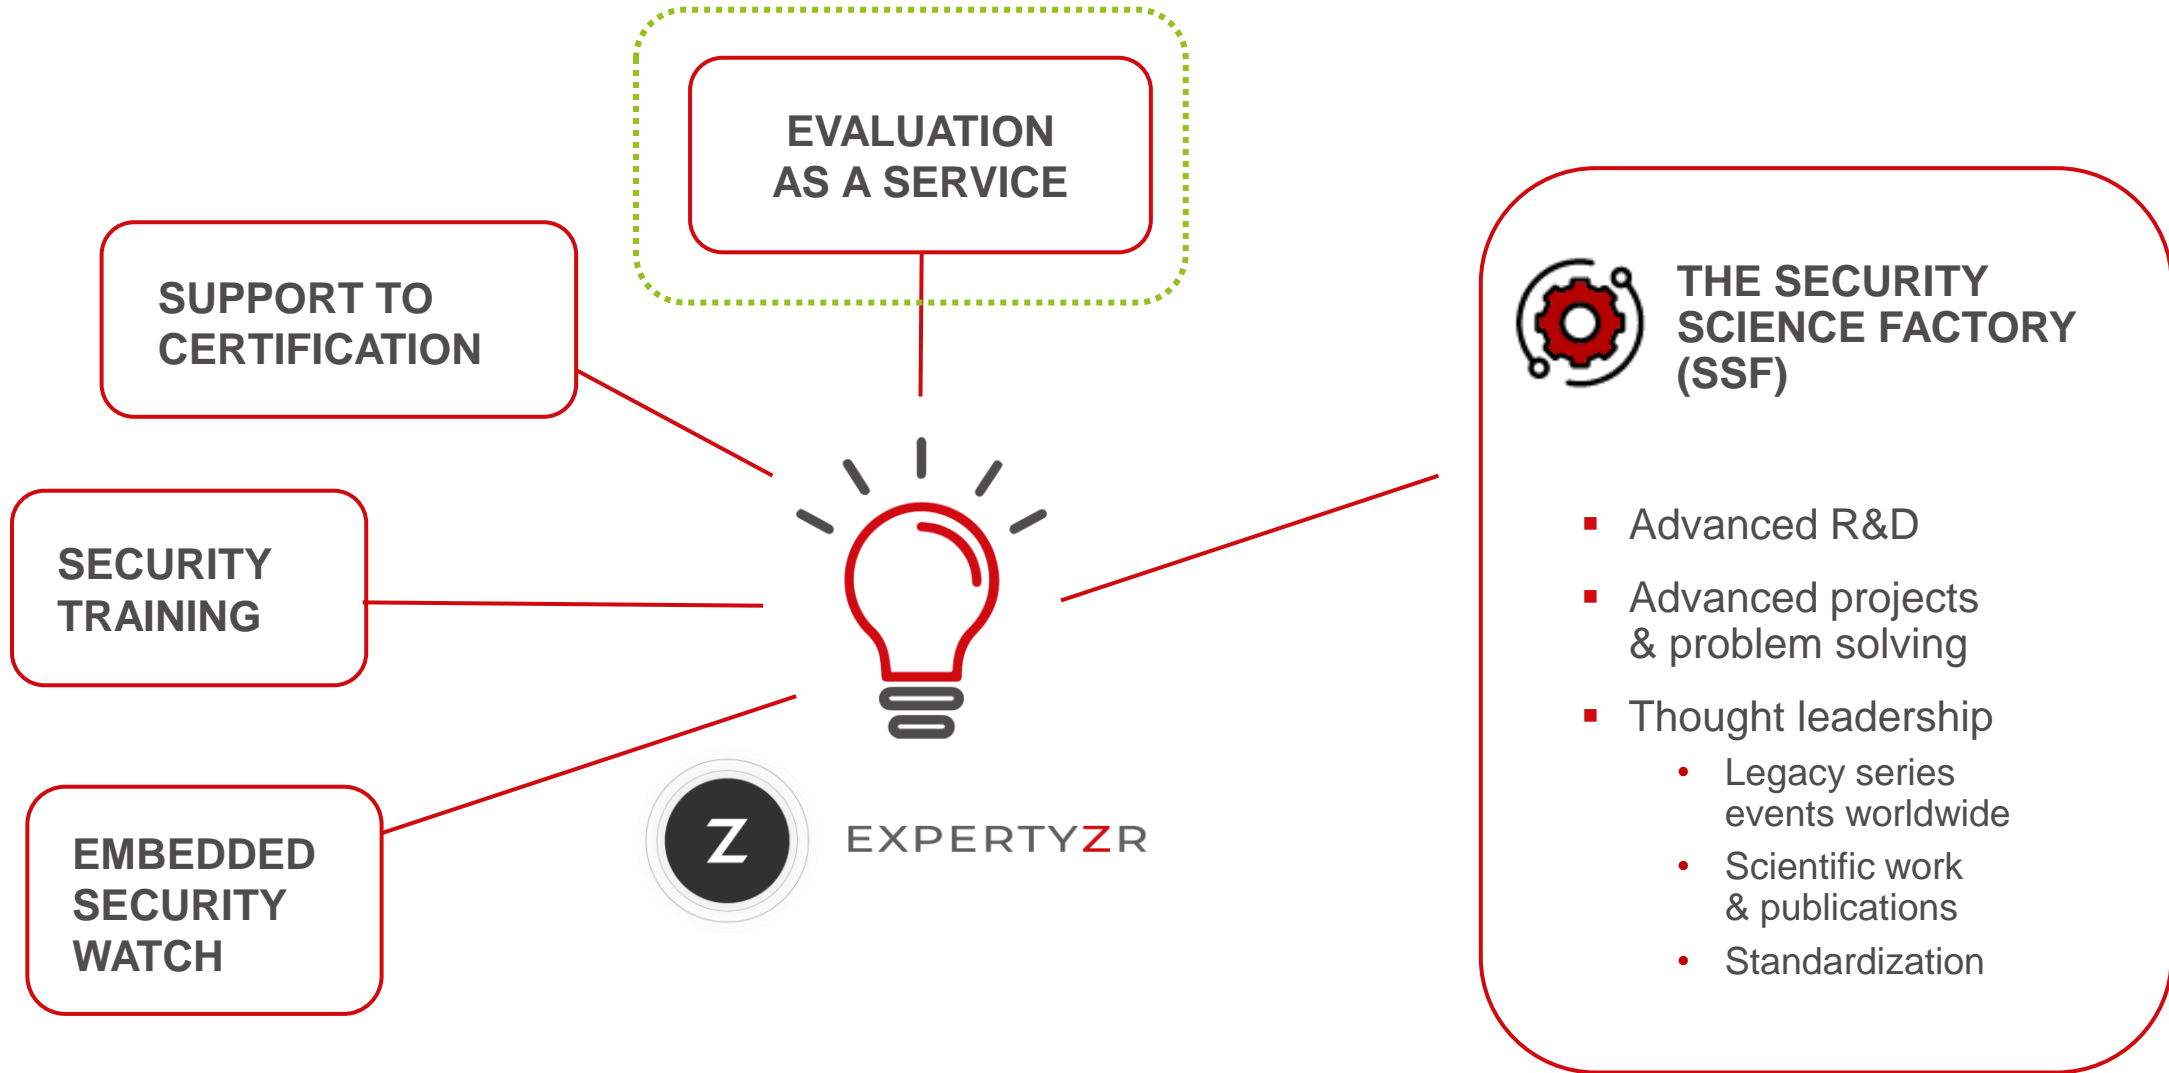 EVALUATION
AS A SERVICE
SUPPORT TO
CERTIFICATION
SECURITY
TRAINING
EMBEDDED
SECURITY
WATCH
Z
EXPERTYZR
THE SECURITY
SCIENCE FACTORY
(SSF)
▪ Advanced R&D
▪ Advanced projects
& problem solving
▪ Thought leadership
• Legacy series
events worldwide
• Scientific work
& publications
• Standardization